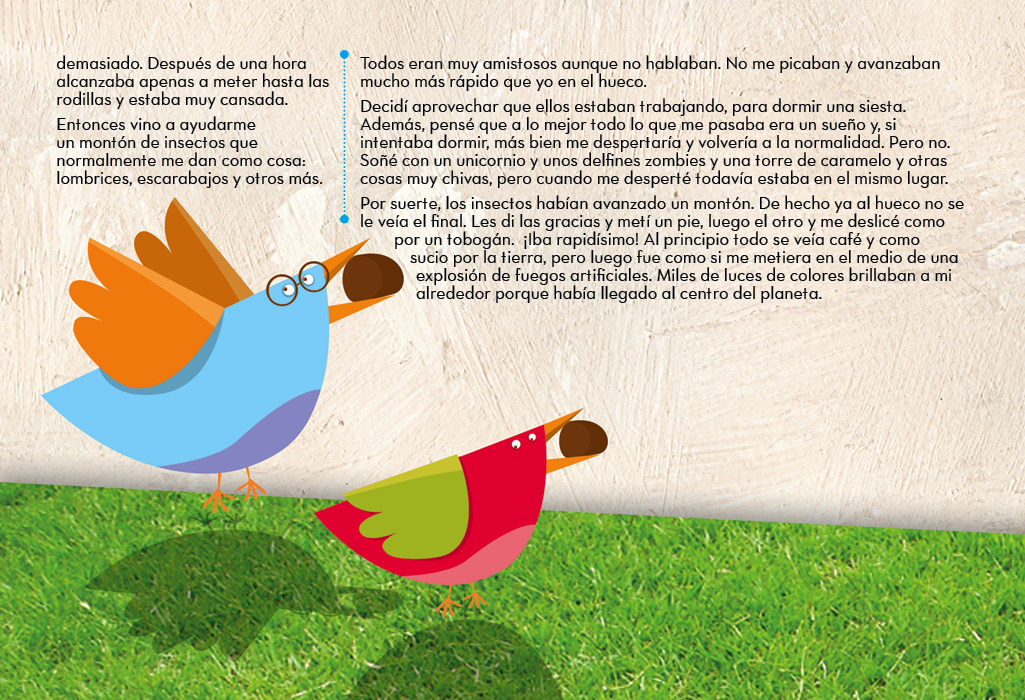 demasiado. Después de una hora
alcanzaba apenas a meter hasta las
rodillas y estaba muy cansada.
Entonces vino a ayudarme
un montón de insectos que
normalmente me dan como cosa:
lombrices, escarabajos y otros más.
Todos eran muy amistosos aunque no hablaban. No me picaban y avanzaban
mucho más rápido que yo en el hueco.
Decidí aprovechar que ellos estaban trabajando, para dormir una siesta.
Además, pensé que a lo mejor todo lo que me pasaba era un sueño y, si
intentaba dormir, más bien me despertaría y volvería a la normalidad. Pero no.
Soñé con un unicornio y unos delfines zombies y una torre de caramelo y otras
cosas muy chivas, pero cuando me desperté todavía estaba en el mismo lugar.
Por suerte, los insectos habían avanzado un montón. De hecho ya al hueco no se
le veía el final. Les di las gracias y metí un pie, luego el otro y me deslicé como
por un tobogán. ¡Iba rapidísimo! Al principio todo se veía café y como
sucio por la tierra, pero luego fue como si me metiera en el medio de una
explosión de fuegos artificiales. Miles de luces de colores brillaban a mi
alrededor porque había llegado al centro del planeta.